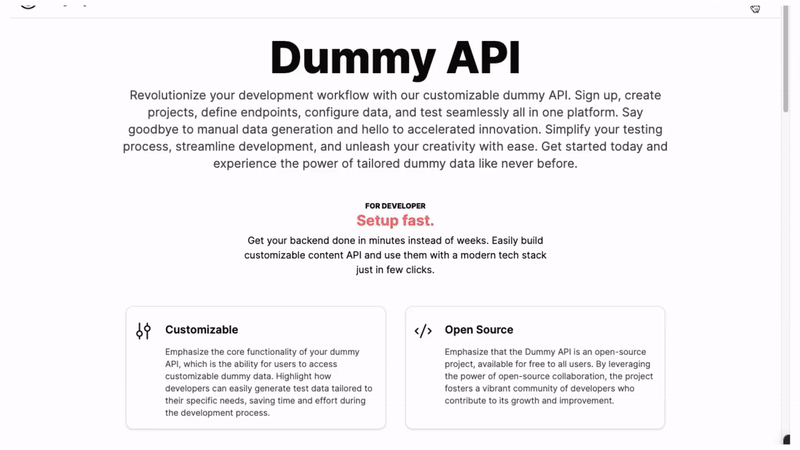 Dummy API
Revolutionize your development workflow with our customizable dummy API. Sign up, create
projects, define endpoints, configure data, and test seamlessly all in one platform. Say
goodbye to manual data generation and hello to accelerated innovation. Simplify your testing
process, streamline development, and unleash your creativity with ease. Get started today and
experience the power of tailored dummy data like never before.
FOR DEVELOPER
Setup fast.
Get your backend done in minutes instead of weeks. Easily build
customizable content API and use them with a modern tech stack
just in few clicks.
Customizable
Emphasize the core functionality of your dummy
API, which is the ability for users to access
customizable dummy data. Highlight how
developers can easily generate test data tailored to
their specific needs, saving time and effort during
the development process.
Open Source
Emphasize that the Dummy API is an open-source
project, available for free to all users. By leveraging
the power of open-source collaboration, the project
fosters a vibrant community of developers who
contribute to its growth and improvement.